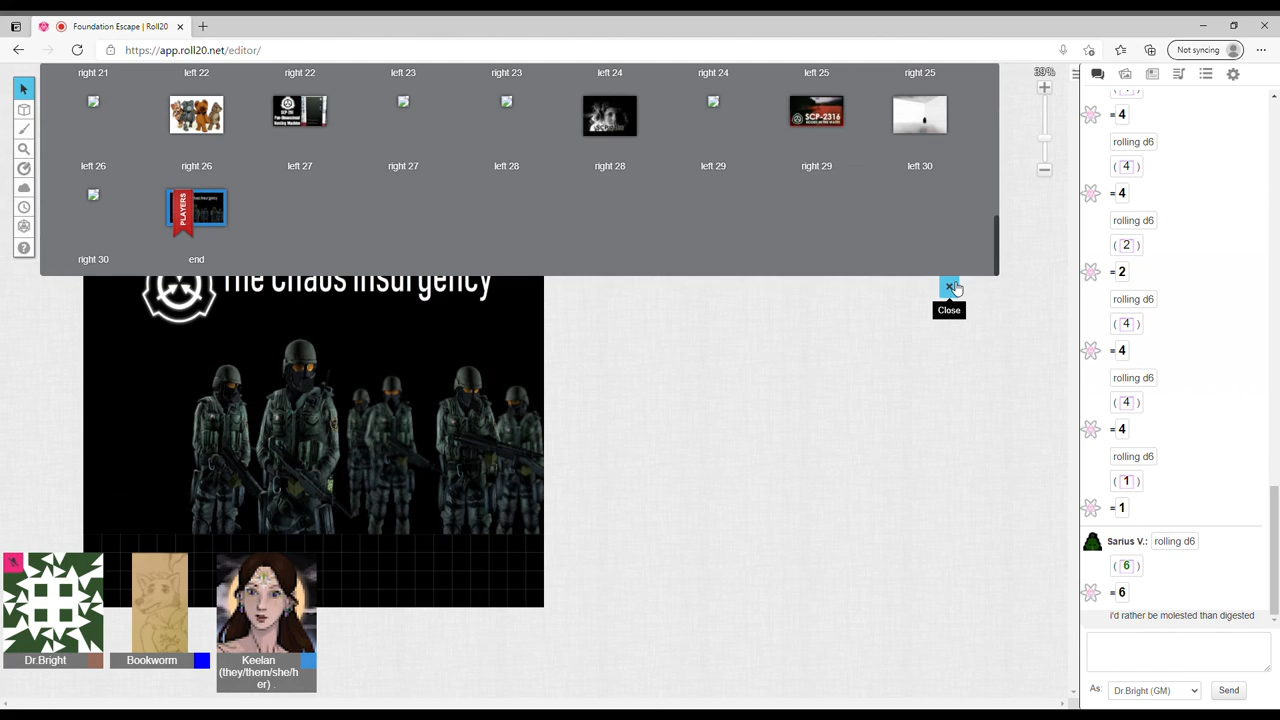 Foundation Escape | Roll20
https://app.roll20.net/editor/
Not syncing
right 21 left 22 right 22 left 23 right 23 left 24 right 24 left 25 right 25
39%
SCP-2316
left 26 right 26 left 27 right 27 left 28 right 28 left 29 right 29 left 30
PLAYERS
right 30 end
The Chaos Insurgency
Close
= 4
rolling d6
( 4 )
= 4
rolling d6
( 2 )
= 2
rolling d6
( 4 )
= 4
rolling d6
( 4 )
= 4
rolling d6
( 1 )
= 1
Sarius V.: rolling d6
( 6 )
= 6
i'd rather be molested than digested
Dr.Bright
Bookworm
Keelan
(they/them/she/h
er) .
As: Dr.Bright (GM) Send